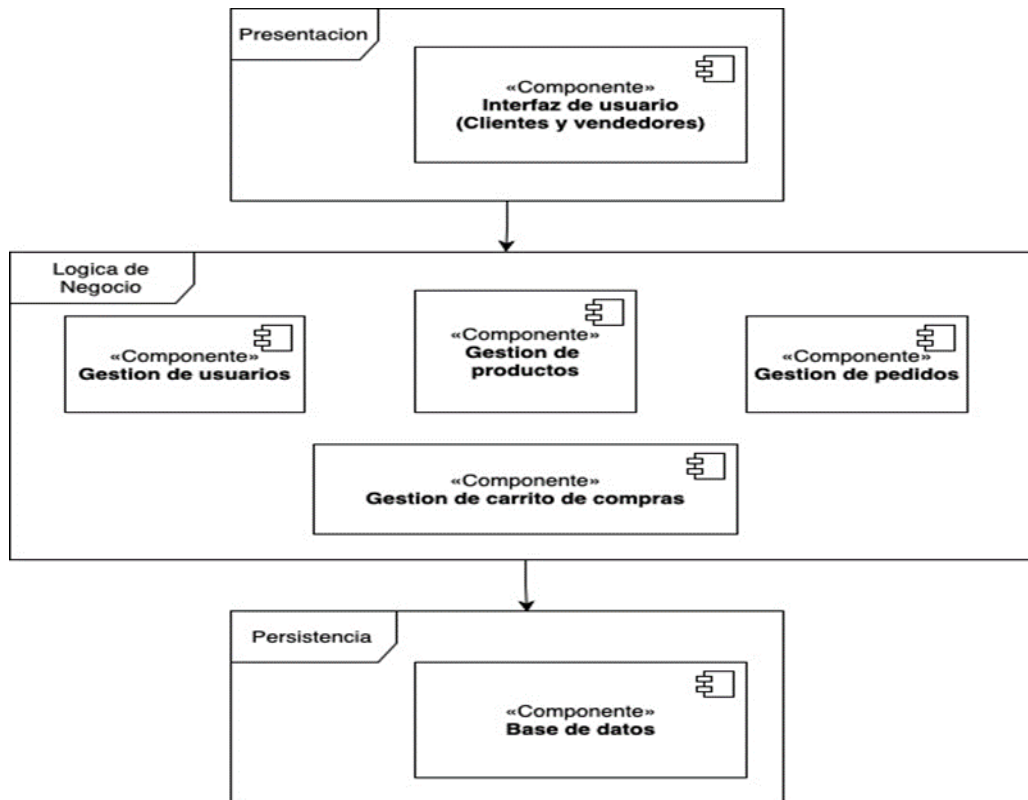 Presentacion
«Componente»
Interfaz de usuario
(Clientes y vendedores)
Logica de
Negocio
«Componente»
Gestion de usuarios
«Componente»
Gestion de
productos
«Componente»
Gestion de pedidos
«Componente»
Gestion de carrito de compras
Persistencia
«Componente»
Base de datos